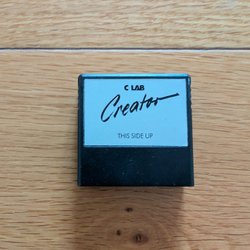 C LAB
Creator
THIS SIDE UP